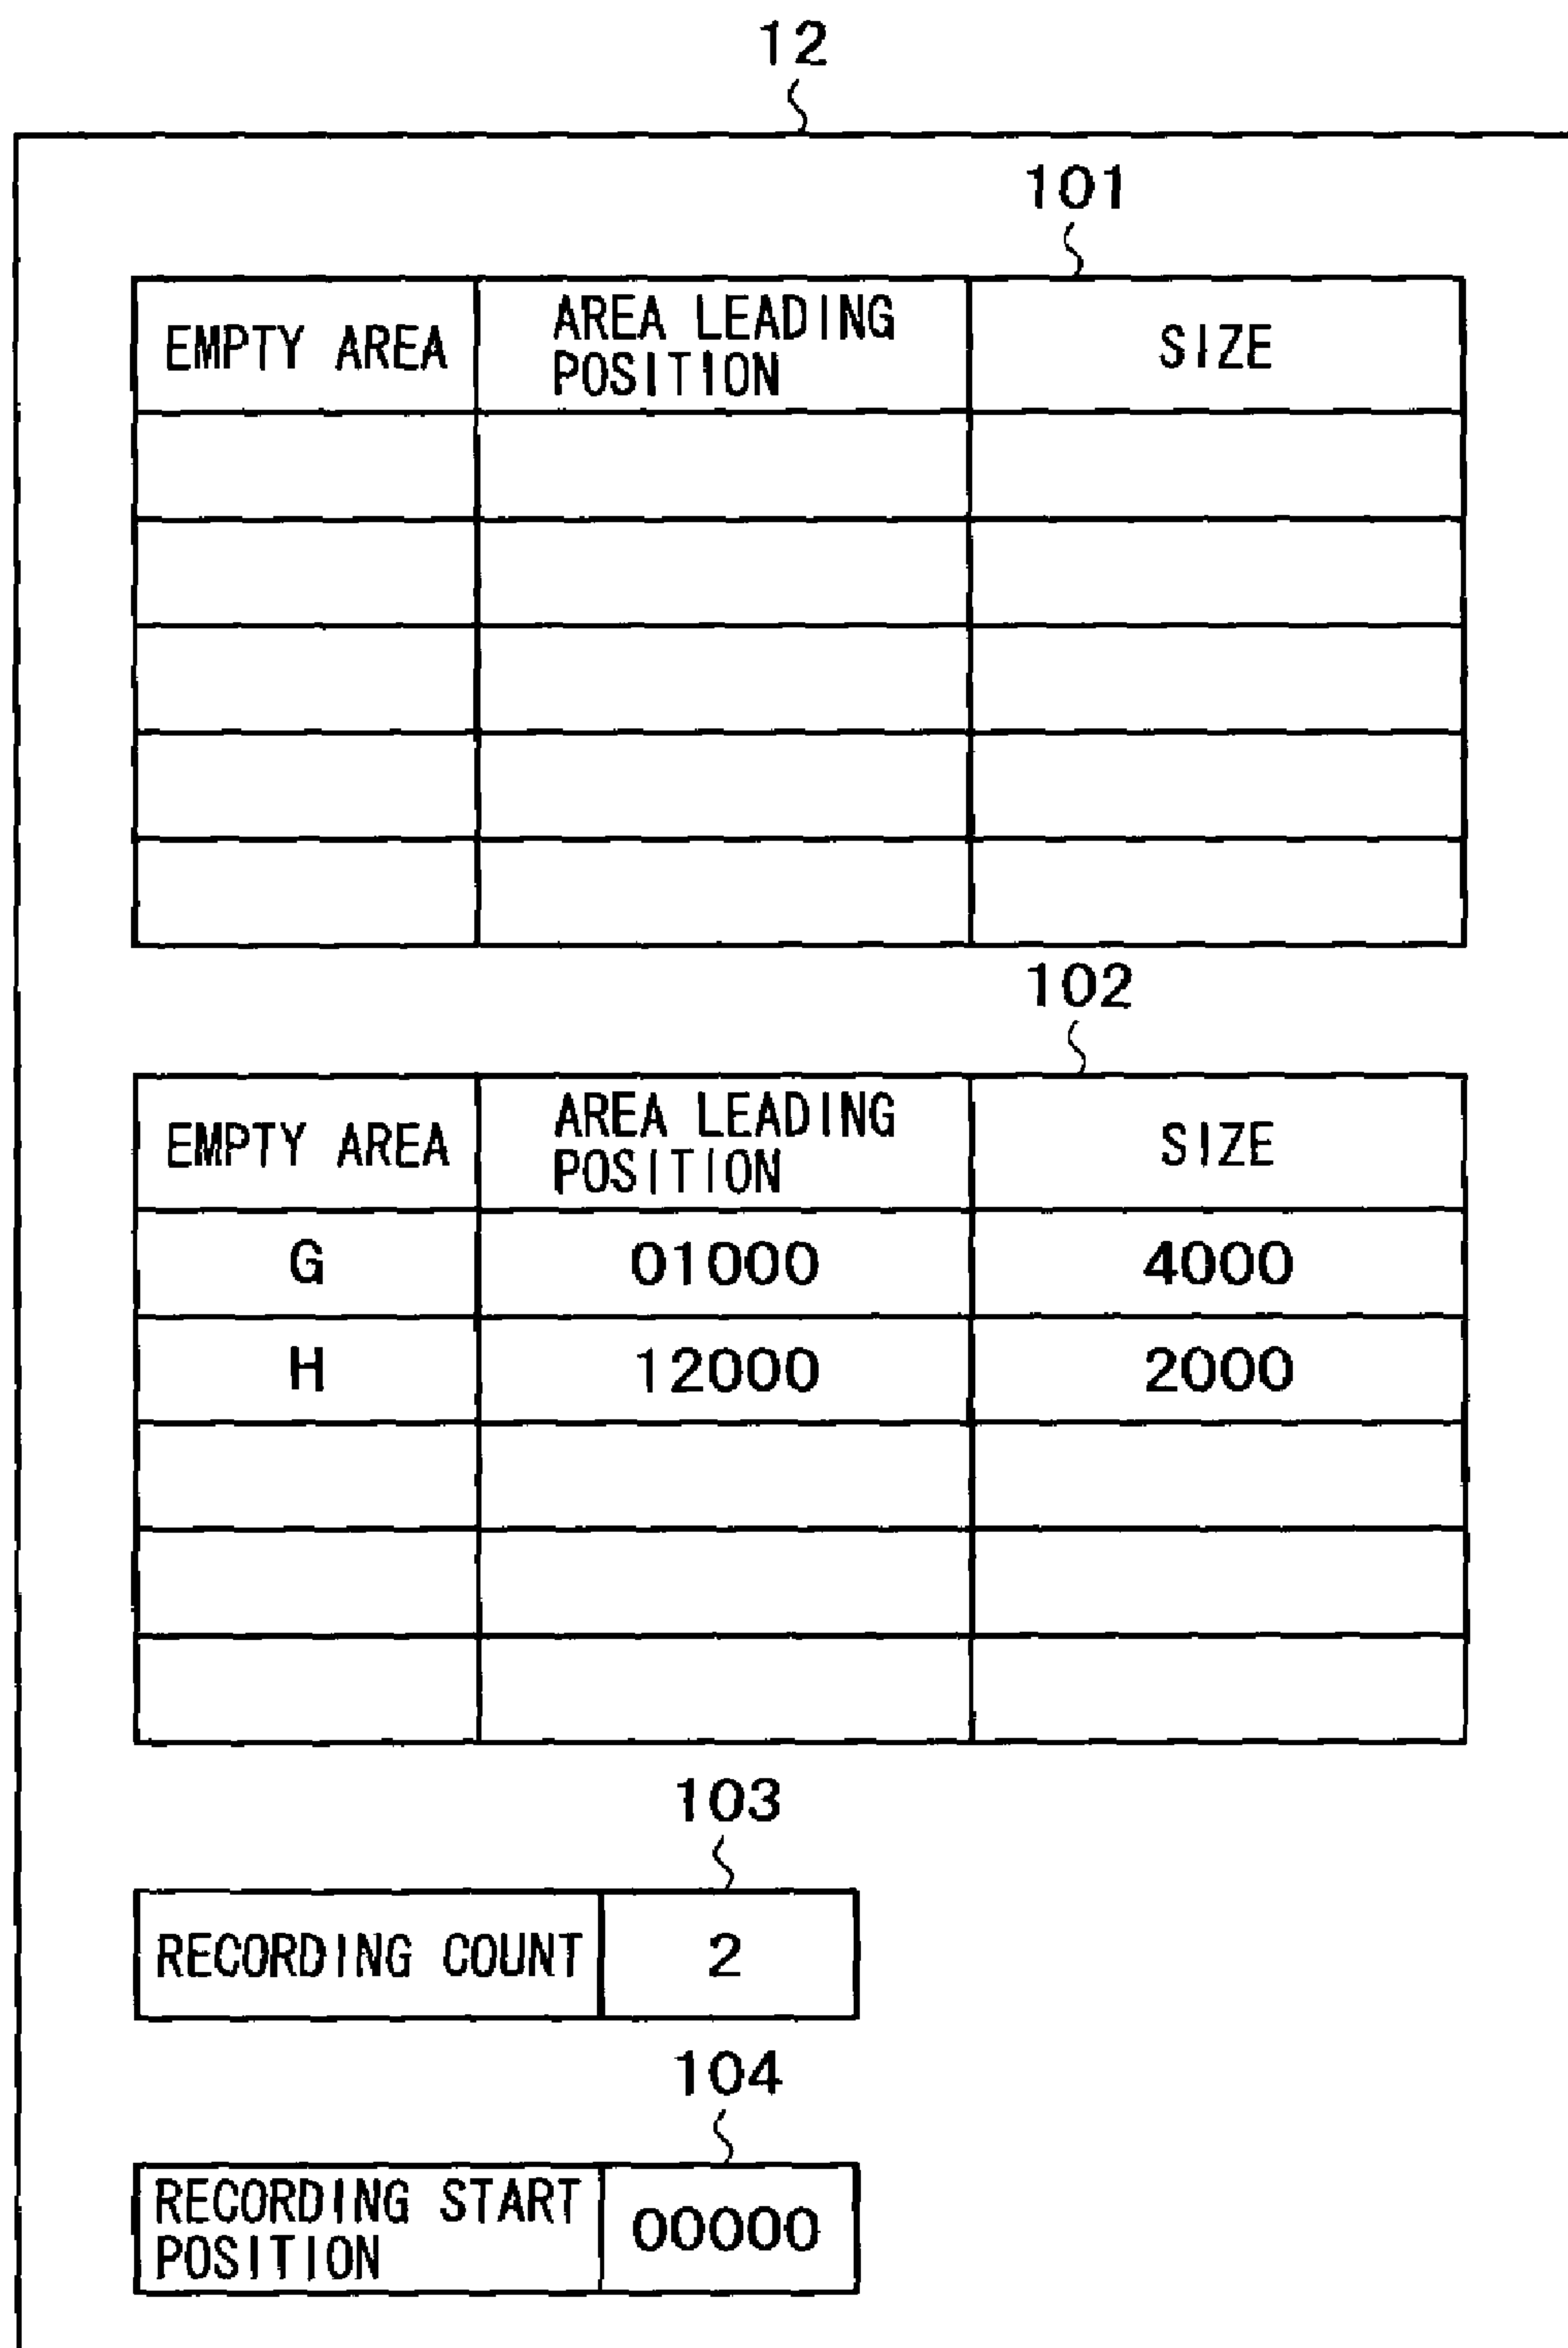 12
101
EMPTY AREA
AREA LEADING
POSITION
SIZE
102
EMPTY AREA
AREA LEADING
POSITION
SIZE
G 01000 4000
H 12000 2000
103
RECORDING COUNT 2
104
RECORDING START
POSITION
00000